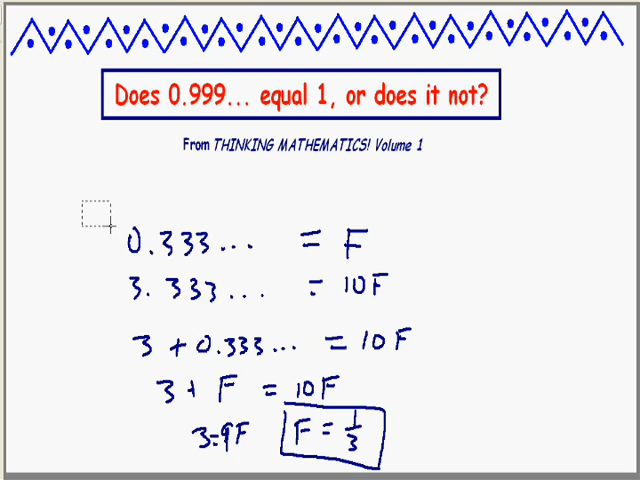 Does 0.999... equal 1, or does it not?
From THINKING MATHEMATICS! Volume 1
0.333... = F
3.333... = 10F
3 + 0.333... = 10F
3 + F = 10F
3=9F F = 1/3